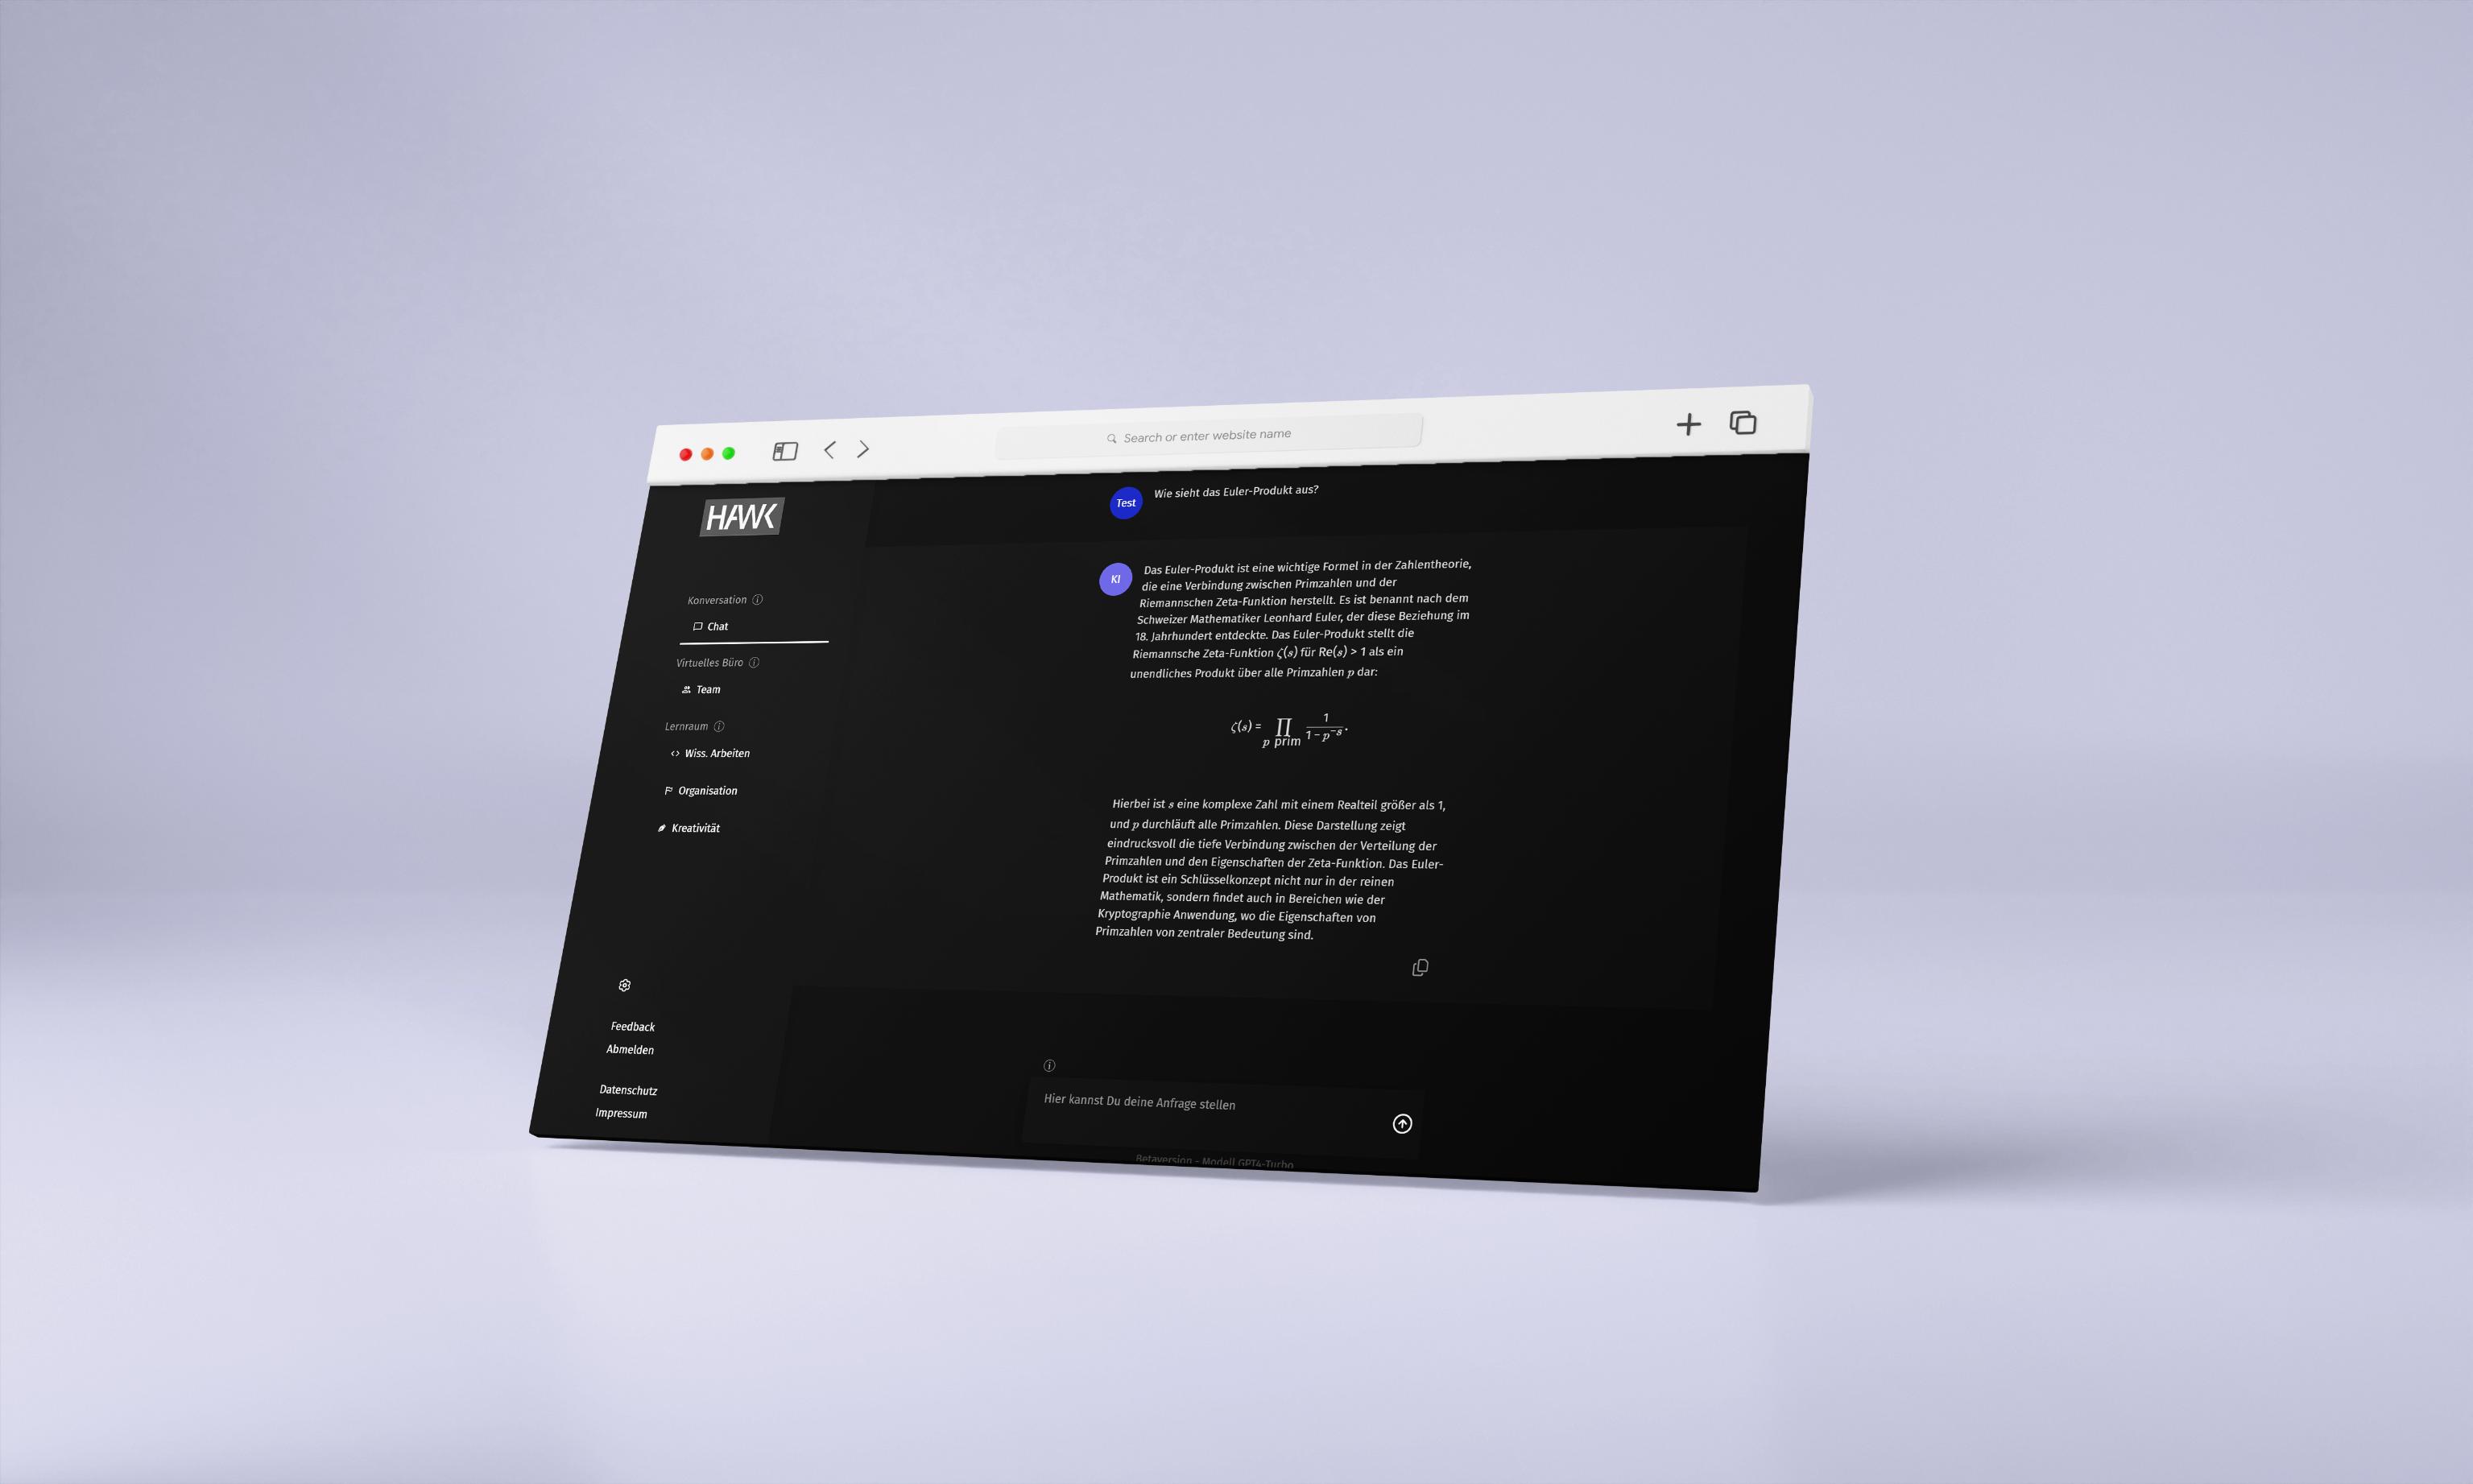 Search or enter website name
HAWK
Konversation
Chat
Virtuelles Büro
Team
Lernraum
Wiss. Arbeiten
Organisation
Kreativität
Feedback
Abmelden
Datenschutz
Impressum
Test
Wie sieht das Euler-Produkt aus?
KI
Das Euler-Produkt ist eine wichtige Formel in der Zahlentheorie,
die eine Verbindung zwischen Primzahlen und der
Riemannschen Zeta-Funktion herstellt. Es ist benannt nach dem
Schweizer Mathematiker Leonhard Euler, der diese Beziehung im
18. Jahrhundert entdeckte. Das Euler-Produkt stellt die
Riemannsche Zeta-Funktion ζ(s) für Re(s) > 1 als ein
unendliches Produkt über alle Primzahlen p dar:
ζ(s) = ∏ p prim 1 / (1 − p^−s).
Hierbei ist s eine komplexe Zahl mit einem Realteil größer als 1,
und p durchläuft alle Primzahlen. Diese Darstellung zeigt
eindrucksvoll die tiefe Verbindung zwischen der Verteilung der
Primzahlen und den Eigenschaften der Zeta-Funktion. Das Euler-
Produkt ist ein Schlüsselkonzept nicht nur in der reinen
Mathematik, sondern findet auch in Bereichen wie der
Kryptographie Anwendung, wo die Eigenschaften von
Primzahlen von zentraler Bedeutung sind.
Hier kannst Du deine Anfrage stellen
Betaversion - Modell GPT4-Turbo